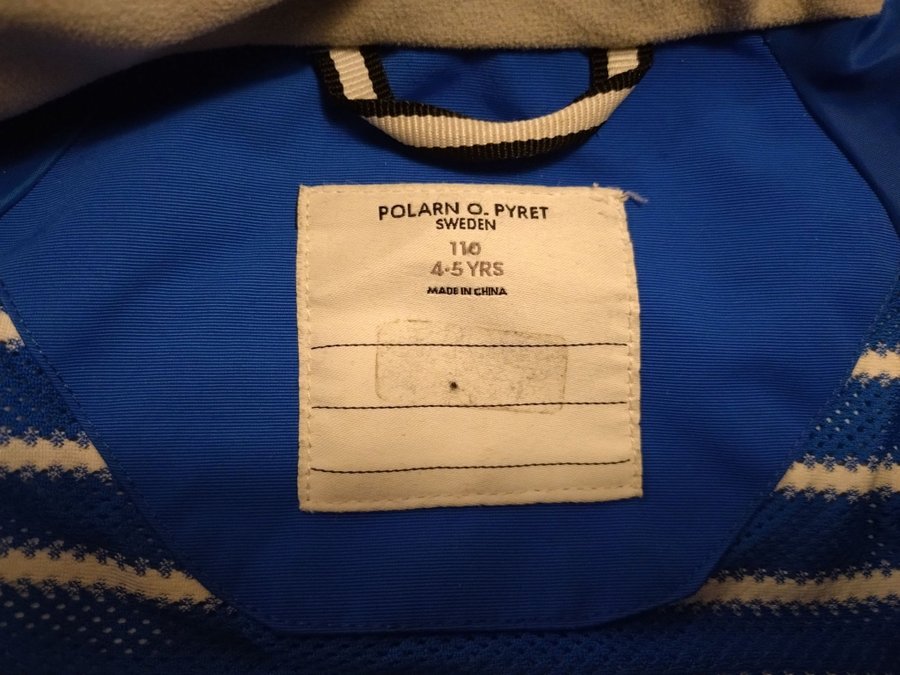 POLARN O. PYRET
SWEDEN
110
4-5 YRS
MADE IN CHINA